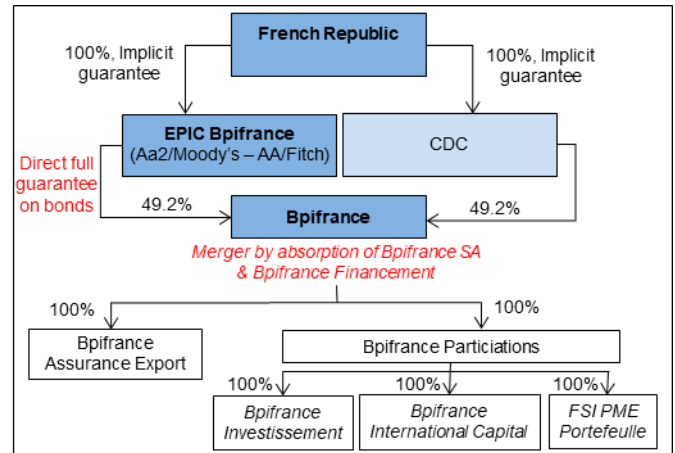 French Republic
100%, Implicit
guarantee
100%, Implicit
guarantee
EPIC Bpifrance
(Aa2/Moody's – AA/Fitch)
CDC
Direct full
guarantee
on bonds
49.2%
Bpifrance
49.2%
Merger by absorption of Bpifrance SA
& Bpifrance Financement
100%
100%
Bpifrance
Assurance Export
Bpifrance Particiations
100%
100%
100%
Bpifrance
Investissement
Bpifrance
International Capital
FSI PME
Portefeulle